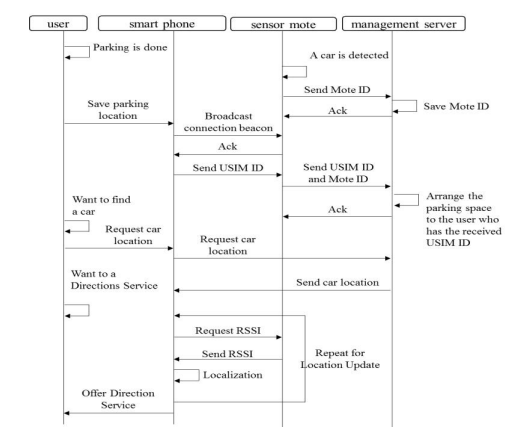 user
smart phone
sensor mote
management server
Parking is done
A car is detected
Send Mote ID
Save Mote ID
Save parking
location
Ack
Broadcast
connection beacon
Ack
Send USIM ID
Send USIM ID
and Mote ID
Want to find
a car
Arrange the
parking space
to the user who
has the received
USIM ID
Ack
Request car
location
Request car
location
Want to a
Directions Service
Send car location
Request RSSI
Send RSSI
Repeat for
Location Update
Localization
Offer Direction
Service